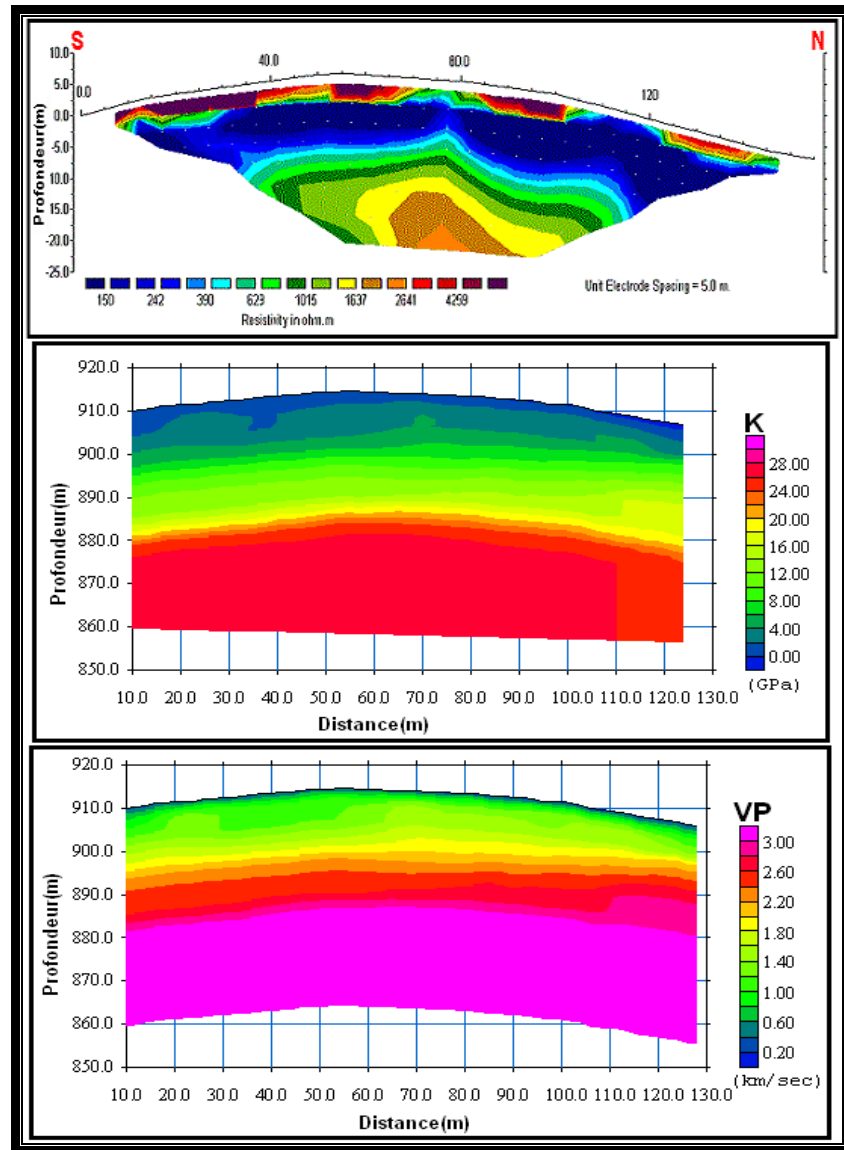 S N
10.0
5.0
0.0
-5.0
-10.0
-15.0
-20.0
-25.0
Profondeur(m)
0.0 40.0 80.0 120
150 242 390 629 1015 1637 2641 4259
Resistivity in ohm.m
Unit Electrode Spacing = 5.0 m.
920.0
910.0
900.0
890.0
880.0
870.0
860.0
850.0
Profondeur(m)
10.0 20.0 30.0 40.0 50.0 60.0 70.0 80.0 90.0 100.0 110.0 120.0 130.0
Distance(m)
K
28.00
24.00
20.00
16.00
12.00
8.00
4.00
0.00
(GPa)
920.0
910.0
900.0
890.0
880.0
870.0
860.0
850.0
Profondeur(m)
10.0 20.0 30.0 40.0 50.0 60.0 70.0 80.0 90.0 100.0 110.0 120.0 130.0
Distance(m)
VP
3.00
2.60
2.20
1.80
1.40
1.00
0.60
0.20
(km/sec)